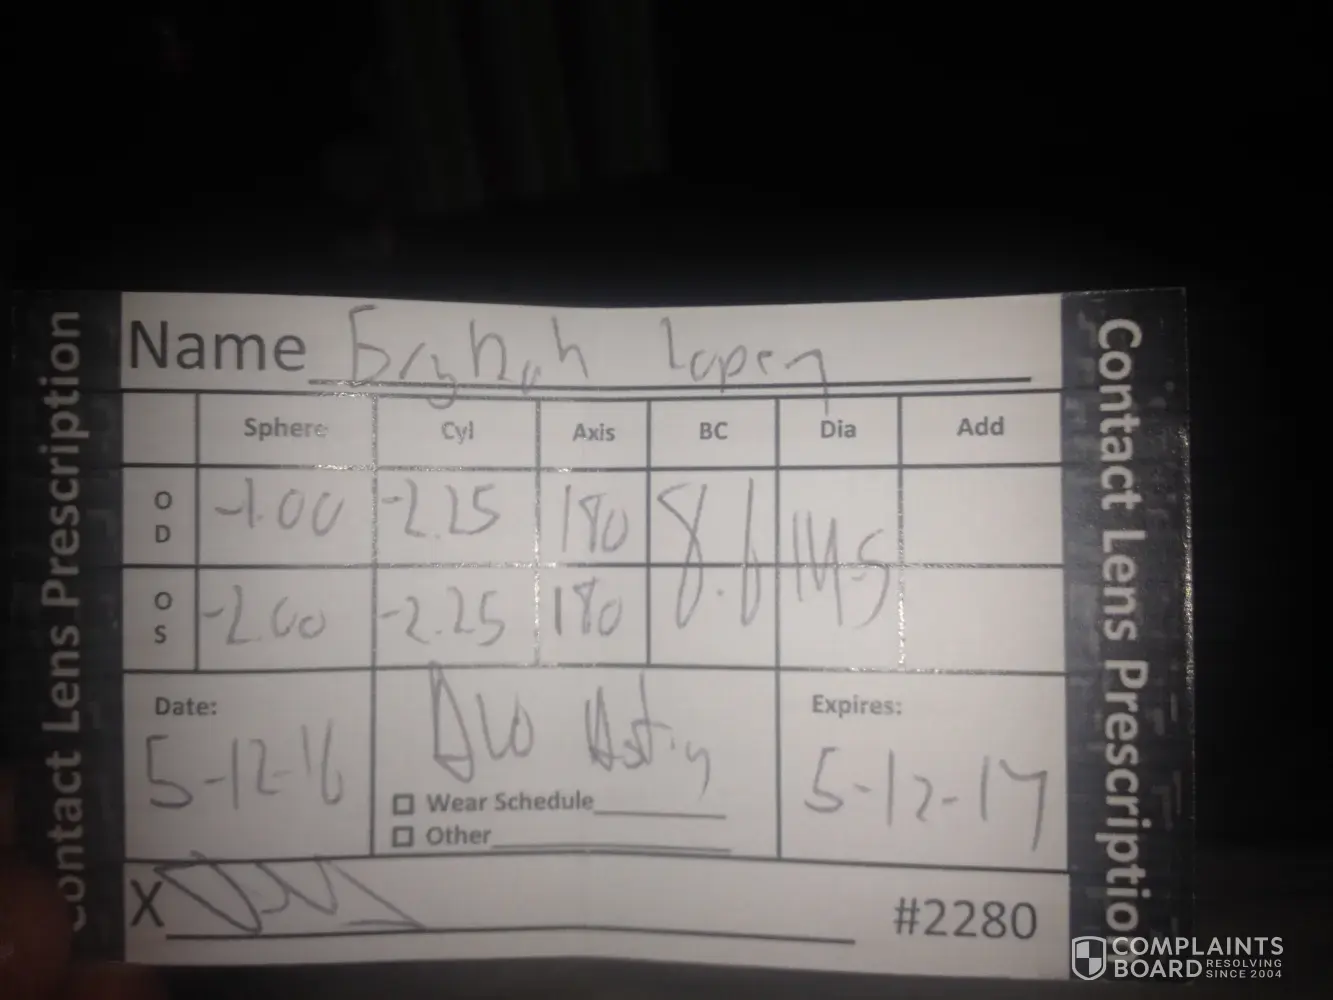 Contact Lens Prescription
Name
Sphere Cyl Axis BC Dia Add
OD -2.25 180 8.6 14.5
OS -2.00 -2.25 180
Date: 5-12-16
Wear Schedule
Other
Expires: 5-12-17
X
#2280
Contact Lens Prescription
COMPLAINTS
BOARD RESOLVING
SINCE 2004